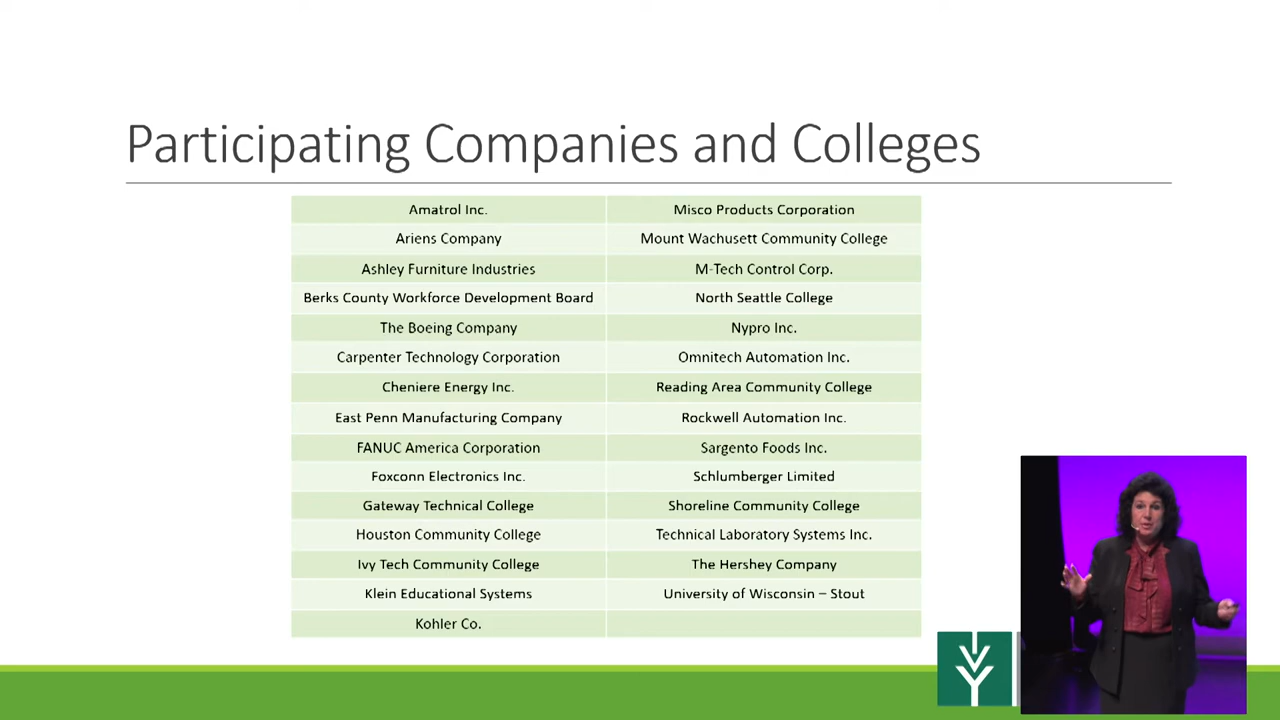 Participating Companies and Colleges
Amatrol Inc.
Misco Products Corporation
Ariens Company
Mount Wachusett Community College
Ashley Furniture Industries
M-Tech Control Corp.
Berks County Workforce Development Board
North Seattle College
The Boeing Company
Nypro Inc.
Carpenter Technology Corporation
Omnitech Automation Inc.
Cheniere Energy Inc.
Reading Area Community College
East Penn Manufacturing Company
Rockwell Automation Inc.
FANUC America Corporation
Sargento Foods Inc.
Foxconn Electronics Inc.
Schlumberger Limited
Gateway Technical College
Shoreline Community College
Houston Community College
Technical Laboratory Systems Inc.
Ivy Tech Community College
The Hershey Company
Klein Educational Systems
University of Wisconsin – Stout
Kohler Co.